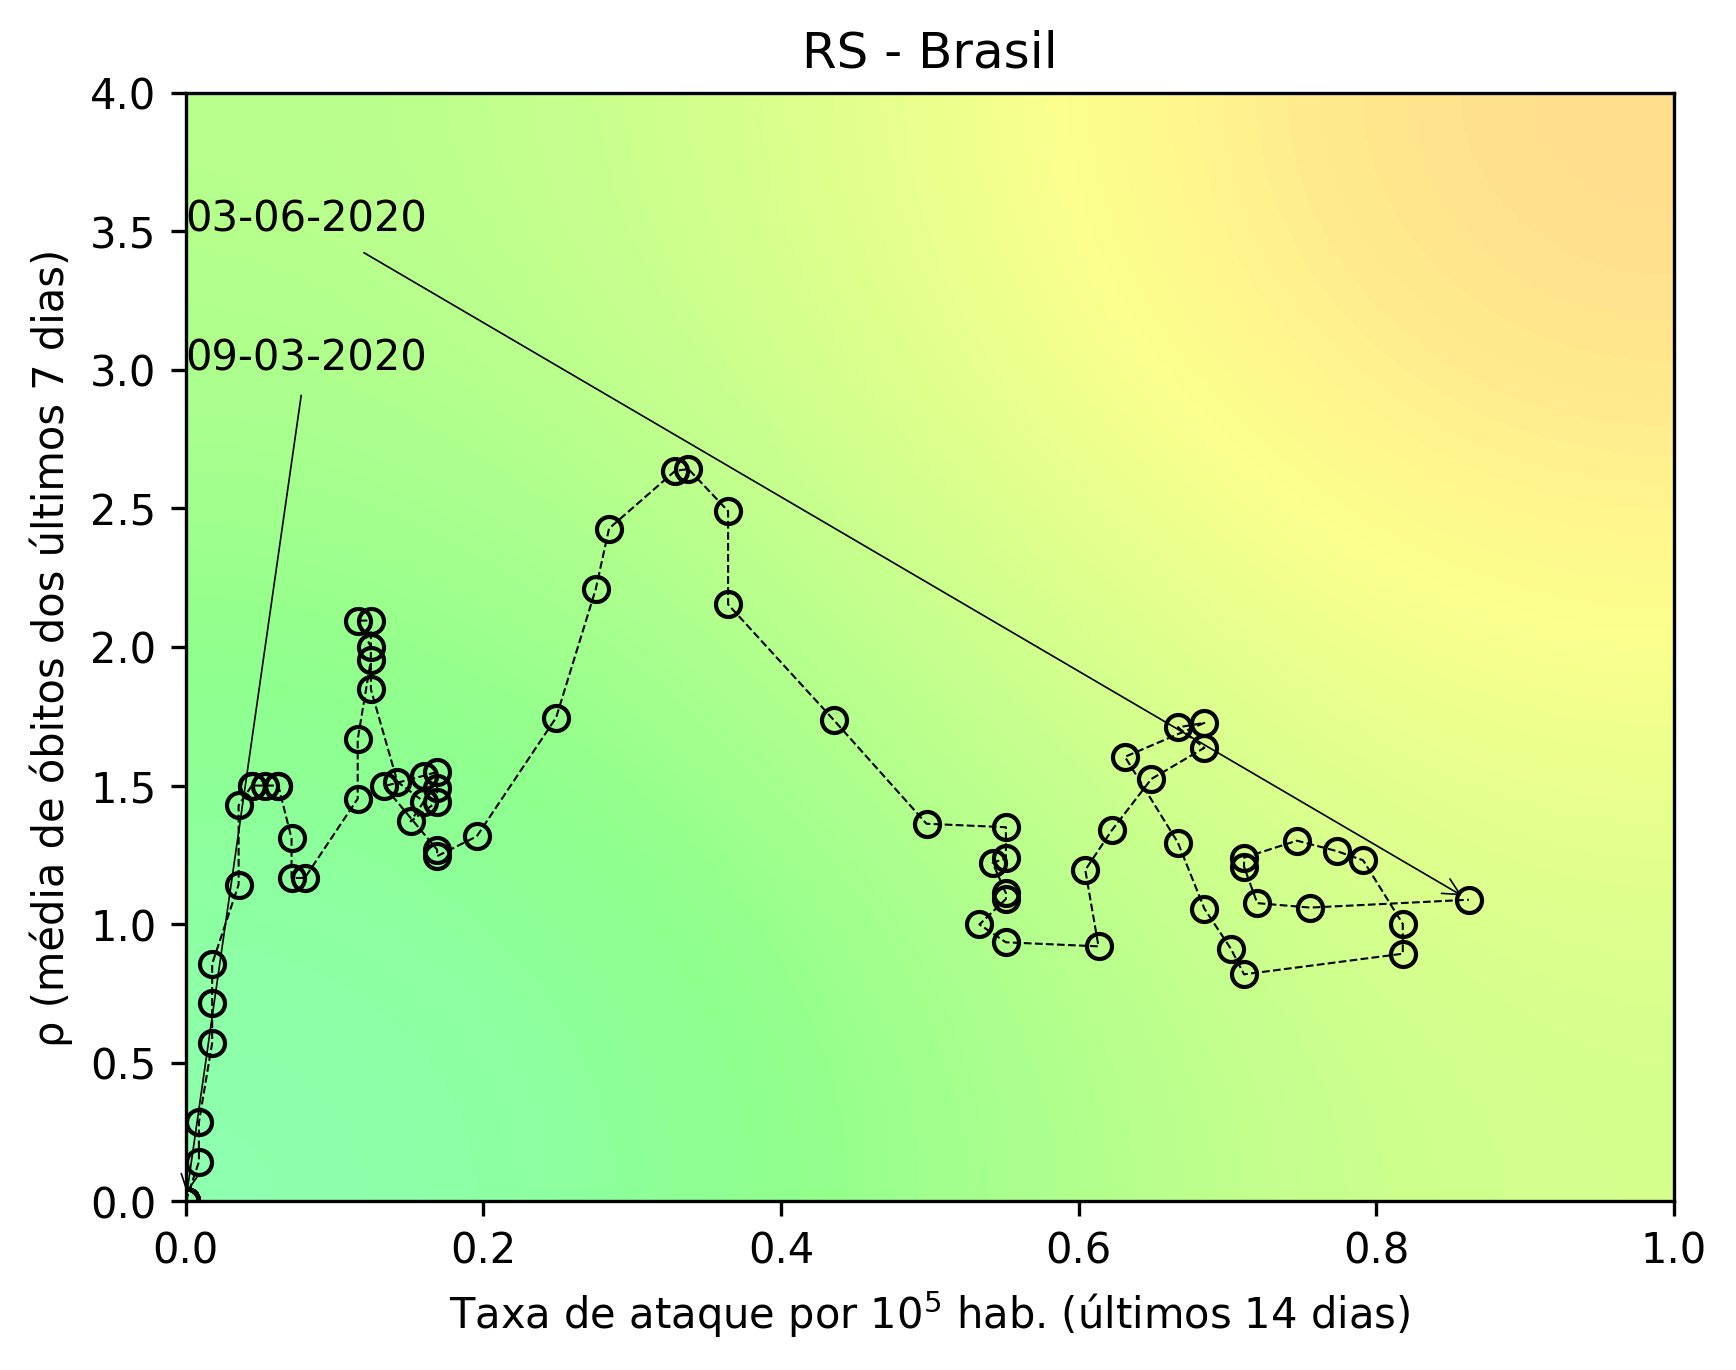 RS - Brasil
4.0
3.5
3.0
2.5
2.0
1.5
1.0
0.5
0.0
ρ (média de óbitos dos últimos 7 dias)
03-06-2020
09-03-2020
0.0 0.2 0.4 0.6 0.8 1.0
Taxa de ataque por 10⁵ hab. (últimos 14 dias)